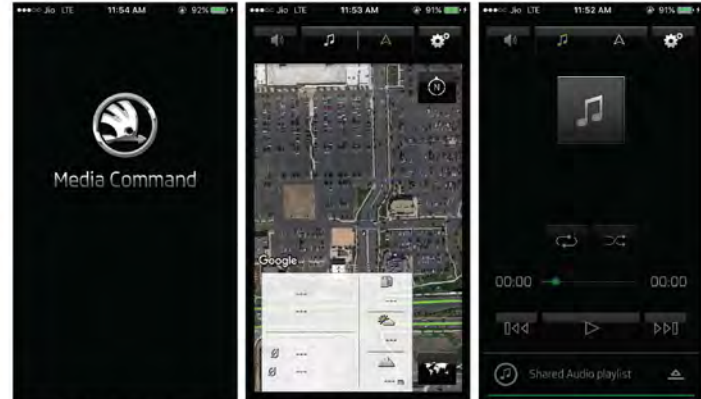 Jio LTE 11:54 AM 92%
Media Command
Jio LTE 11:53 AM 91%
N
Google
---
---
---
---
---
---
--- m
Jio LTE 11:52 AM 91%
00:00 00:00
Shared Audio playlist